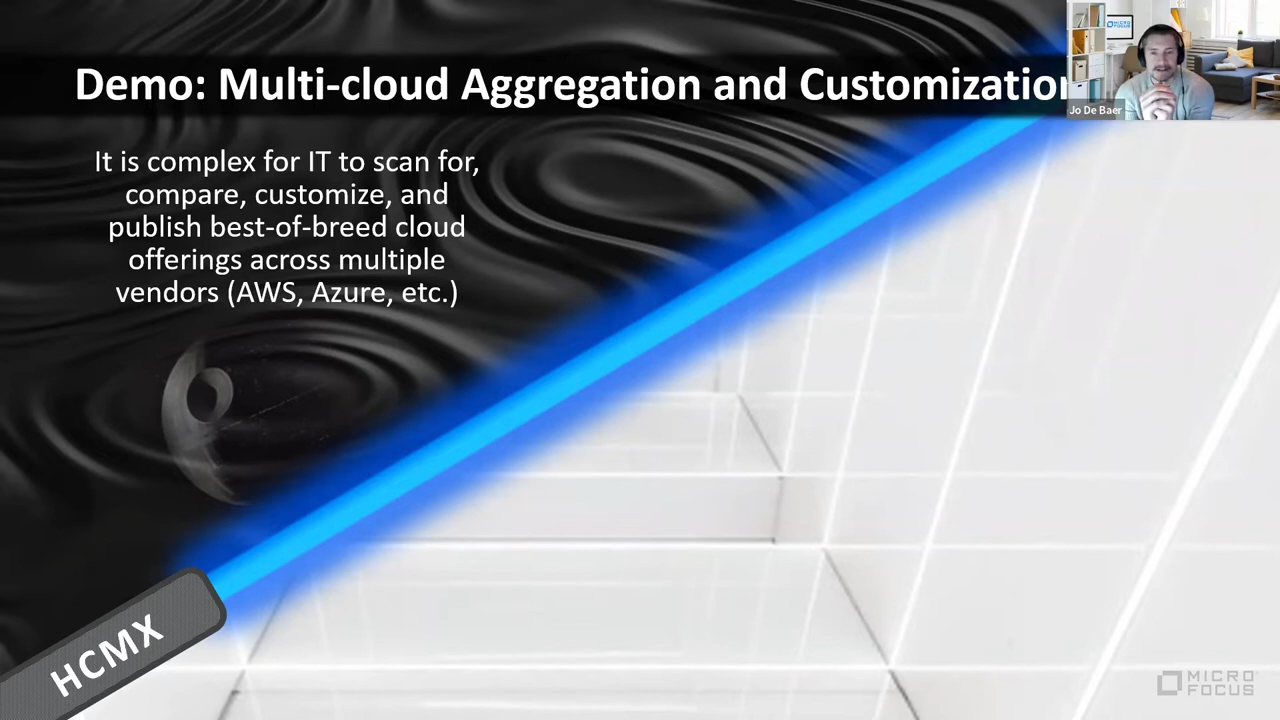 Demo: Multi-cloud Aggregation and Customization
Jo De Baer
It is complex for IT to scan for,
compare, customize, and
publish best-of-breed cloud
offerings across multiple
vendors (AWS, Azure, etc.)
HCMX
MICRO
FOCUS